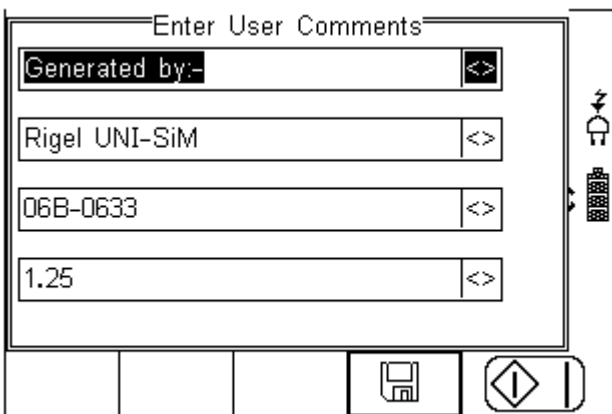 Enter User Comments
Generated by:-
<>
Rigel UNI-SiM
<>
06B-0633
<>
1.25
<>